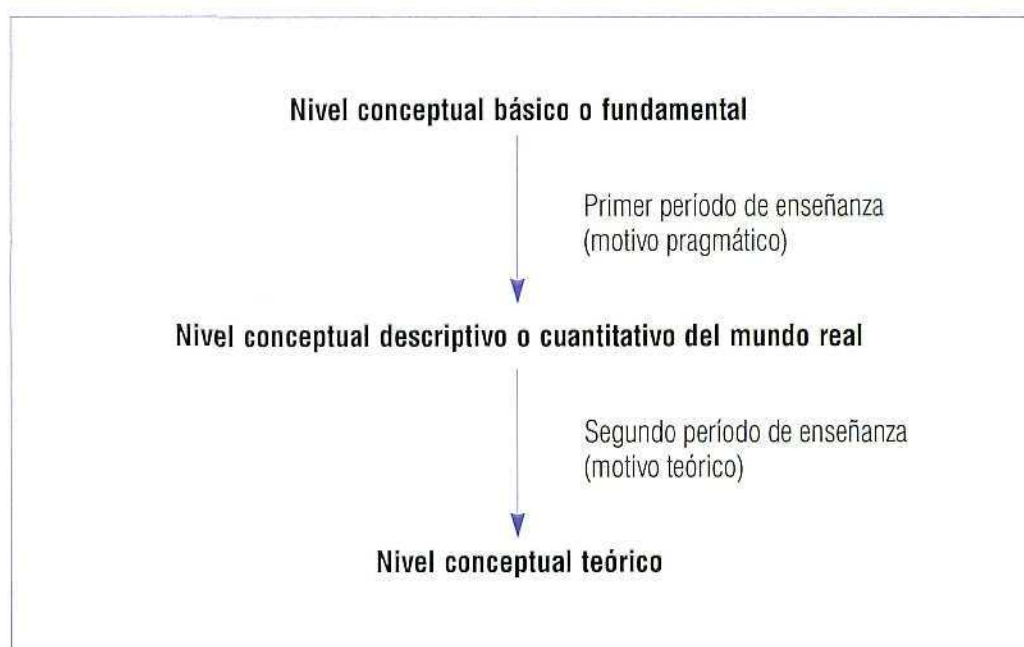 Nivel conceptual básico o fundamental
Primer período de enseñanza
(motivo pragmático)
Nivel conceptual descriptivo o cuantitativo del mundo real
Segundo período de enseñanza
(motivo teórico)
Nivel conceptual teórico